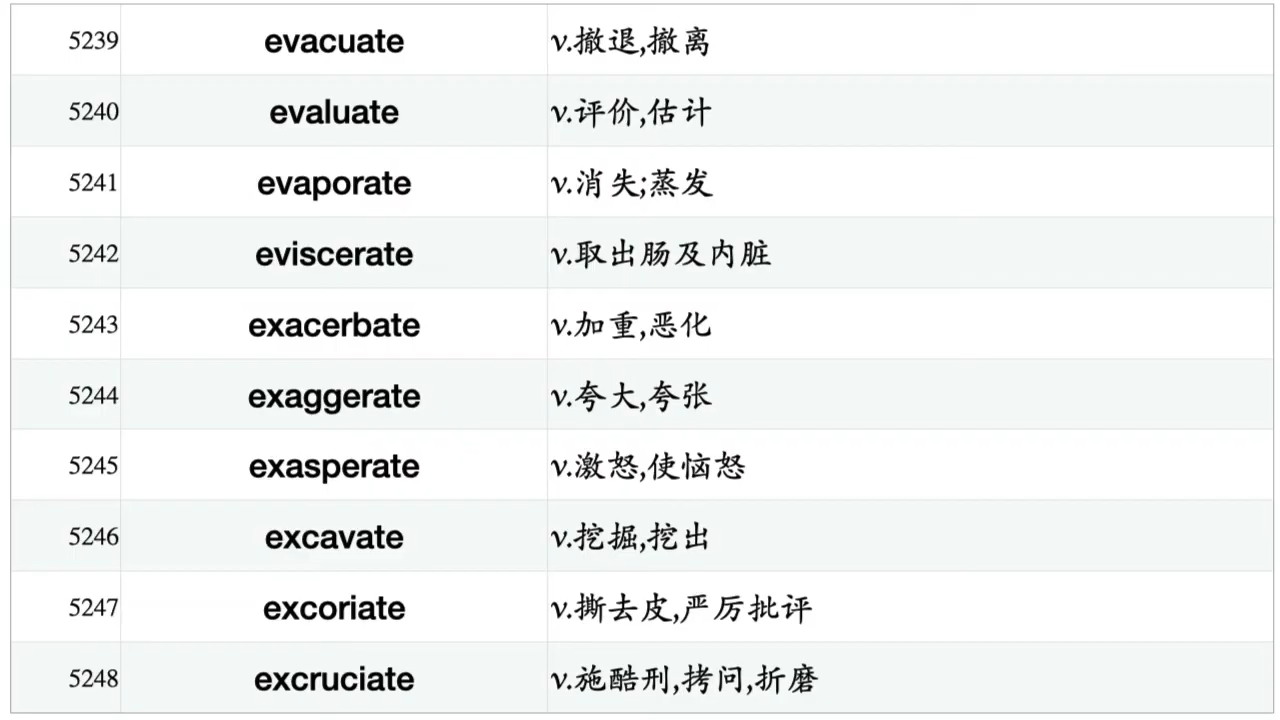 5239 evacuate v.撤退,撤离
5240 evaluate v.评价,估计
5241 evaporate v.消失;蒸发
5242 eviscerate v.取出肠及内脏
5243 exacerbate v.加重,恶化
5244 exaggerate v.夸大,夸张
5245 exasperate v.激怒,使恼怒
5246 excavate v.挖掘,挖出
5247 excoriate v.撕去皮,严厉批评
5248 excruciate v.施酷刑,拷问,折磨